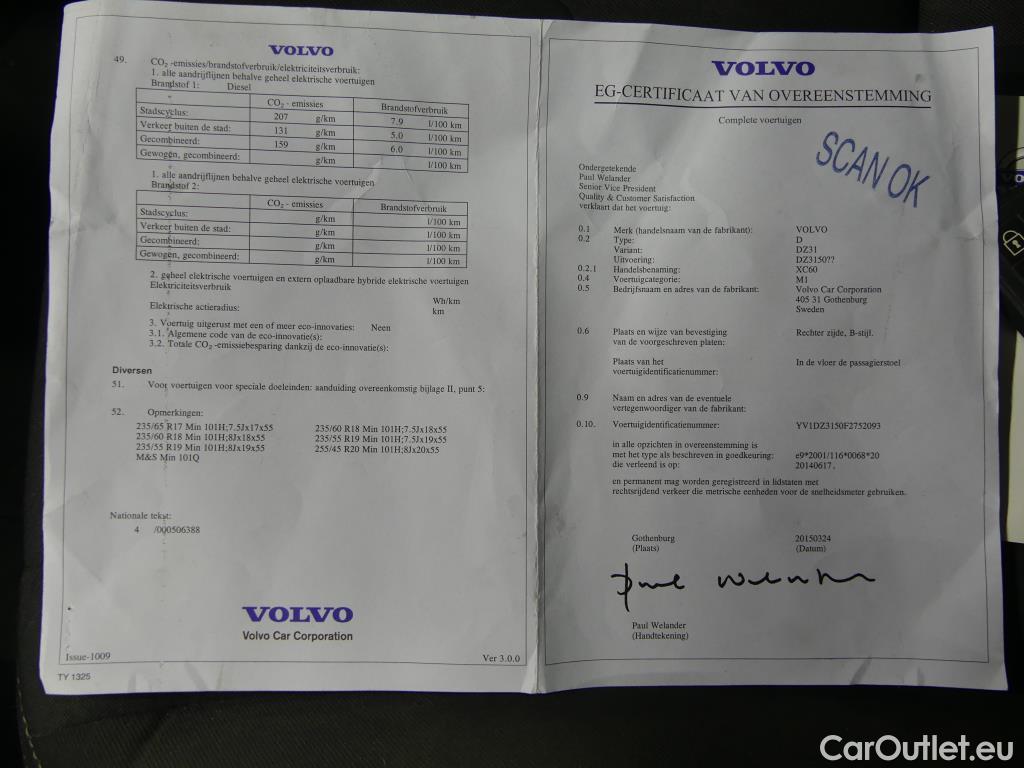 VOLVO
49. CO2 -emissies/brandstofverbruik/elektriciteitsverbruik:
1. alle aandrijflijnen behalve geheel elektrische voertuigen
Brandstof 1: Diesel
CO2 - emissies Brandstofverbruik
Stadscyclus: 207 g/km 7.9 l/100 km
Verkeer buiten de stad: 131 g/km 5.0 l/100 km
Gecombineerd: 159 g/km 6.0 l/100 km
Gewogen, gecombineerd: g/km l/100 km
1. alle aandrijflijnen behalve geheel elektrische voertuigen
Brandstof 2:
CO2 - emissies Brandstofverbruik
Stadscyclus: g/km l/100 km
Verkeer buiten de stad: g/km l/100 km
Gecombineerd: g/km l/100 km
Gewogen, gecombineerd: g/km l/100 km
2. geheel elektrische voertuigen en extern oplaadbare hybride elektrische voertuigen
Elekriciteitsverbruik Wh/km
Elektrische actieradius: km
3. Voertuig uitgerust met een of meer eco-innovaties: Neen
3.1. Algemene code van de eco-innovatie(s):
3.2. Totale CO2 -emissiebesparing dankzij de eco-innovatie(s):
Diversen
51. Voor voertuigen voor speciale doeleinden: aanduiding overeenkomstig bijlage II, punt 5:
52. Opmerkingen:
235/65 R17 Min 101H;7.5Jx17x55 235/60 R18 Min 101H;7.5Jx18x55
235/60 R18 Min 101H;8Jx18x55 235/55 R19 Min 101H;7.5Jx19x55
235/55 R19 Min 101H;8Jx19x55 255/45 R20 Min 101H;8Jx20x55
M&S Min 101Q
Nationale tekst:
4 /000506388
VOLVO
Volvo Car Corporation
Issue-1009 Ver 3.0.0
TY 1325
VOLVO
EG-CERTIFICAAT VAN OVEREENSTEMMING
Complete voertuigen
SCAN OK
Ondergetekende
Paul Welander
Senior Vice President
Quality & Customer Satisfaction
verklaart dat het voertuig:
0.1 Merk (handelsnaam van de fabrikant): VOLVO
0.2 Type: D
Variant: DZ31
Uitvoering: DZ3150??
0.2.1 Handelsbenaming: XC60
0.4 Voertuigcategorie: M1
0.5 Bedrijfsnaam en adres van de fabrikant: Volvo Car Corporation
405 31 Gothenburg
Sweden
0.6 Plaats en wijze van bevestiging Rechter zijde, B-stijl.
van de voorgeschreven platen:
Plaats van het In de vloer de passagierstoel
voertuigidentificatienummer:
0.9 Naam en adres van de eventuele
vertegenwoordiger van de fabrikant:
0.10. Voertuigidentificatienummer: YV1DZ3150F2752093
in alle opzichten in overeenstemming is
met het type als beschreven in goedkeuring: e9*2001/116*0068*20
die verleend is op: 20140617.
en permanent mag worden geregistreerd in lidstaten met
rechtsrijdend verkeer die metrische eenheden voor de snelheidsmeter gebruiken.
Gothenburg 20150324
(Plaats) (Datum)
Paul Welander
Paul Welander
(Handtekening)
CarOutlet.eu